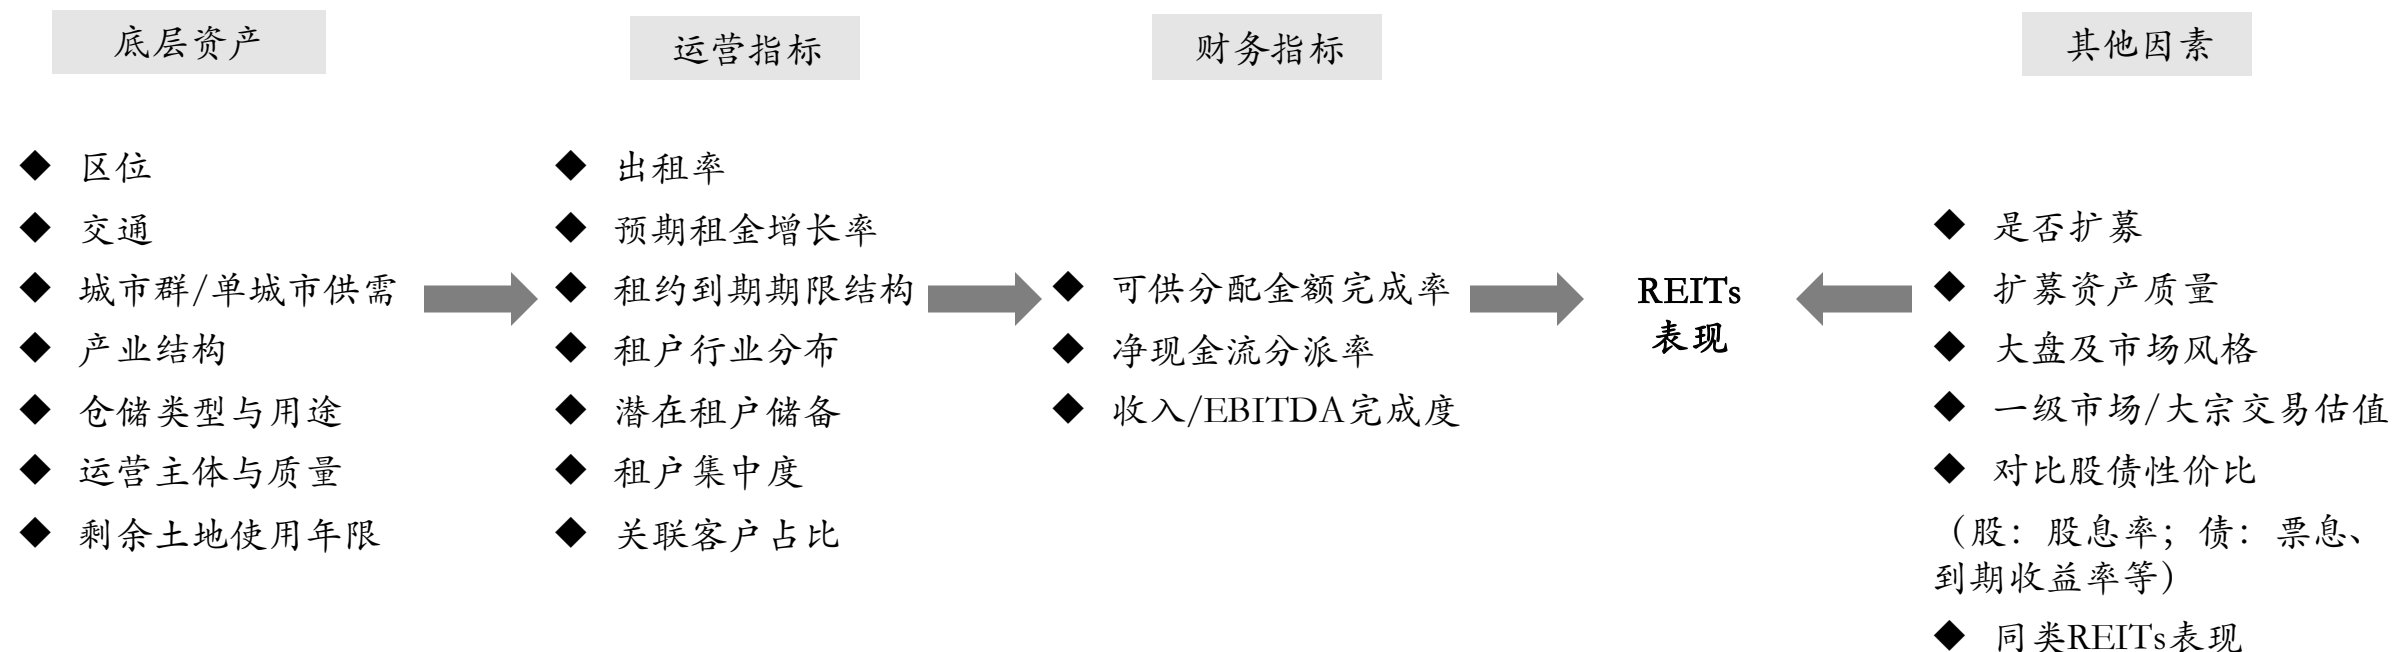 底层资产
运营指标
财务指标
其他因素
◆ 区位
◆ 交通
◆ 城市群/单城市供需
◆ 产业结构
◆ 仓储类型与用途
◆ 运营主体与质量
◆ 剩余土地使用年限
◆ 出租率
◆ 预期租金增长率
◆ 租约到期期限结构
◆ 租户行业分布
◆ 潜在租户储备
◆ 租户集中度
◆ 关联客户占比
◆ 可供分配金额完成率
◆ 净现金流分派率
◆ 收入/EBITDA完成度
REITs
表现
◆ 是否扩募
◆ 扩募资产质量
◆ 大盘及市场风格
◆ 一级市场/大宗交易估值
◆ 对比股债性价比
（股：股息率；债：票息、
到期收益率等）
◆ 同类REITs表现